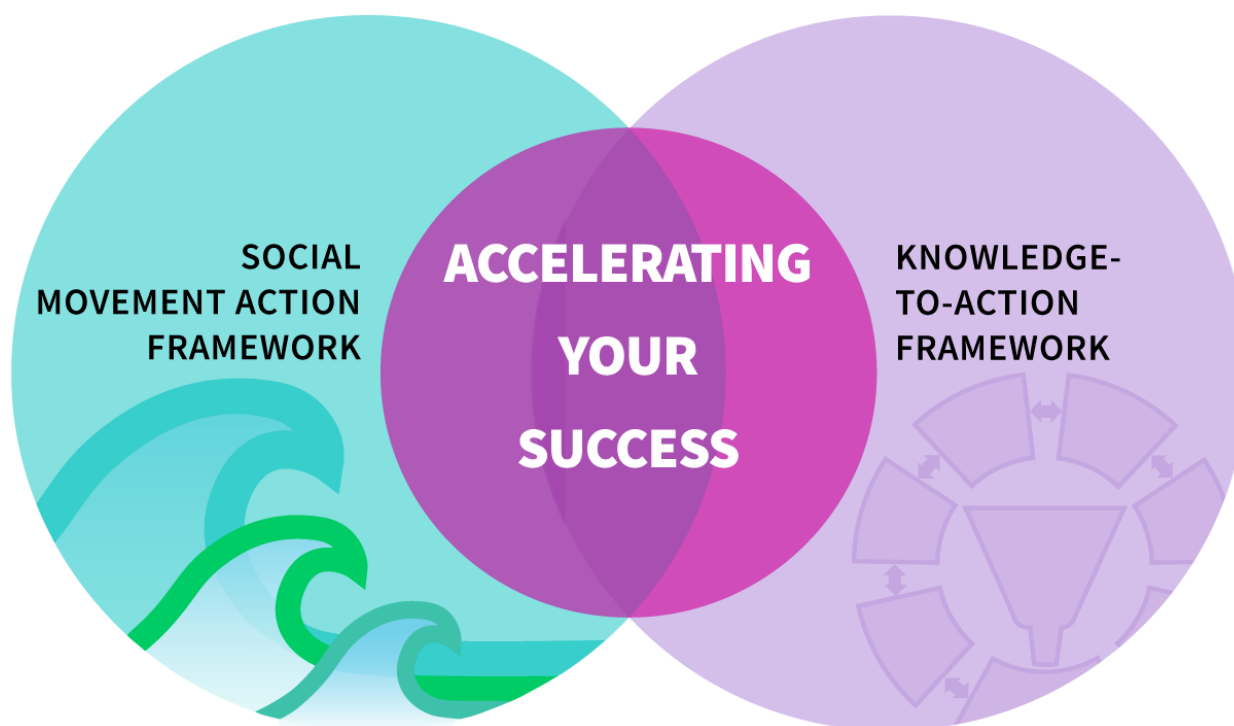 SOCIAL
MOVEMENT ACTION
FRAMEWORK
ACCELERATING
YOUR
SUCCESS
KNOWLEDGE-
TO-ACTION
FRAMEWORK